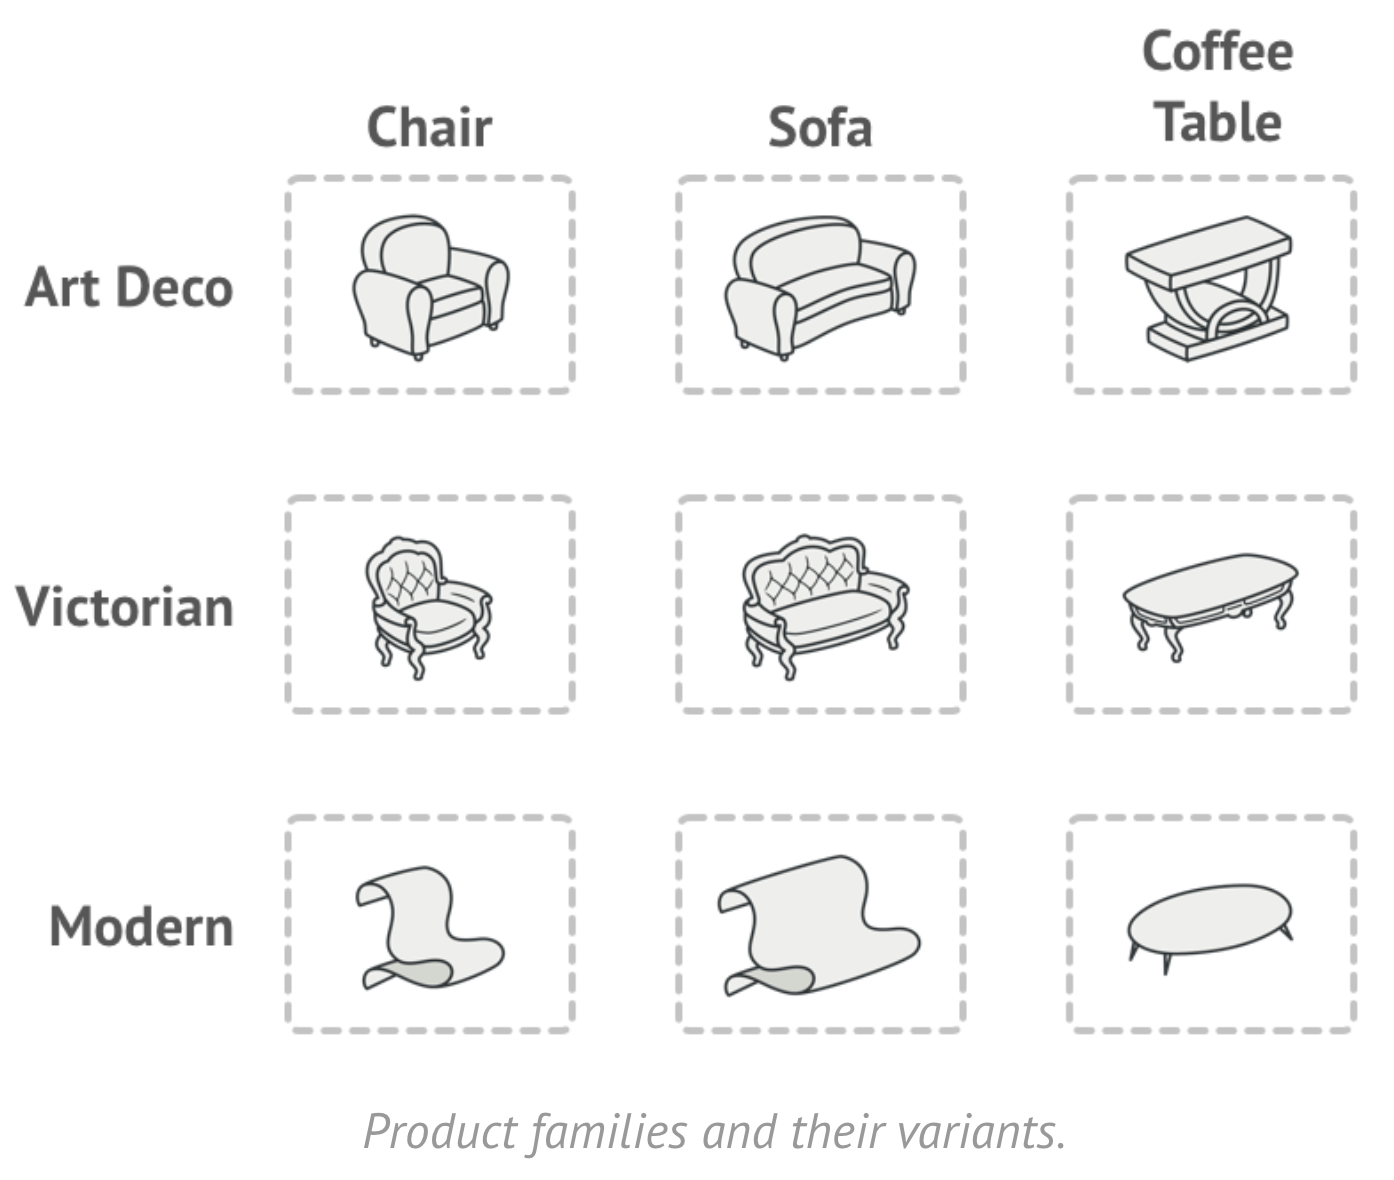 Coffee
Table
Chair
Sofa
Art Deco
Victorian
Modern
Product families and their variants.